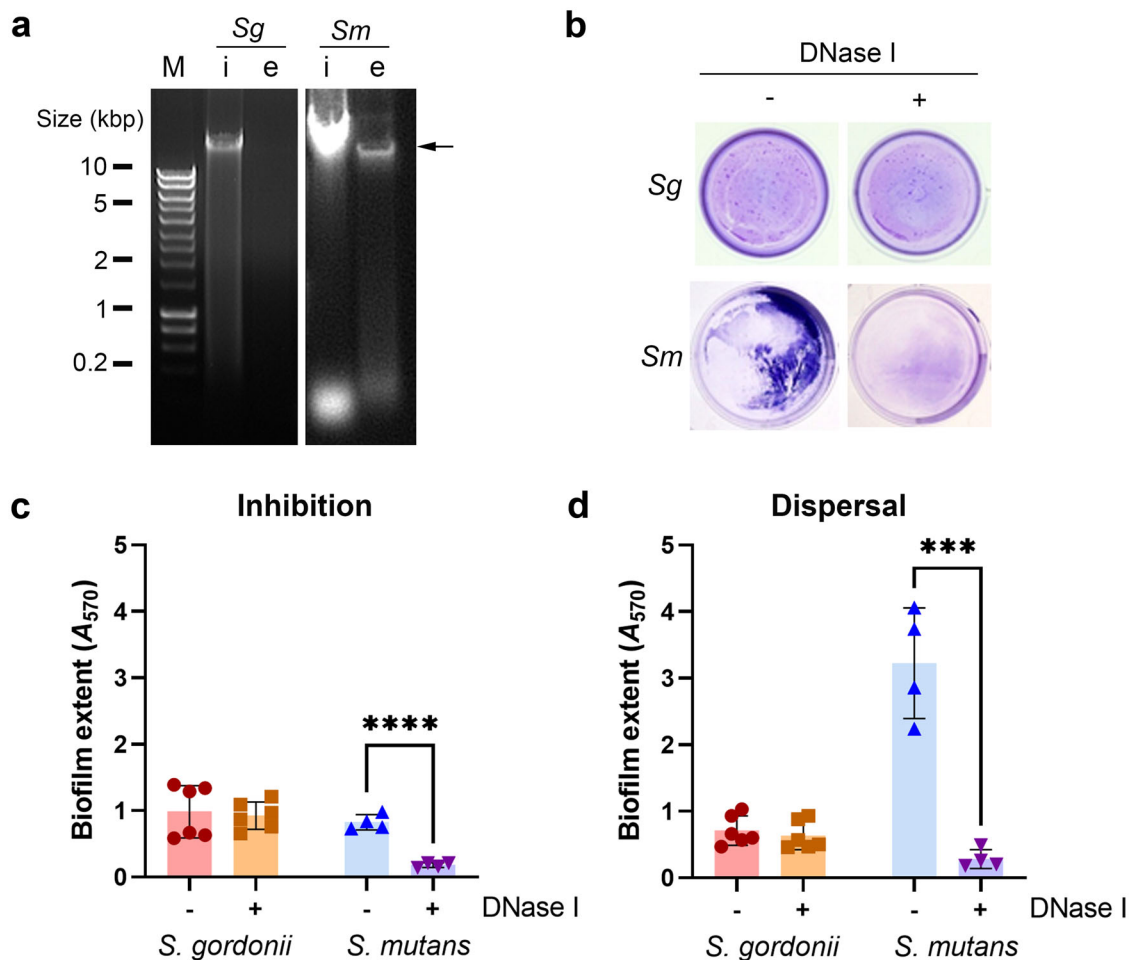 a
Sg Sm
M i e i e
Size (kbp)
10
5
2
1
0.2
b
DNase I
- +
Sg
Sm
c
Inhibition
Biofilm extent (A570)
5
4
3
2
1
0
****
- + - + DNase I
S. gordonii S. mutans
d
Dispersal
Biofilm extent (A570)
5
4
3
2
1
0
***
- + - + DNase I
S. gordonii S. mutans